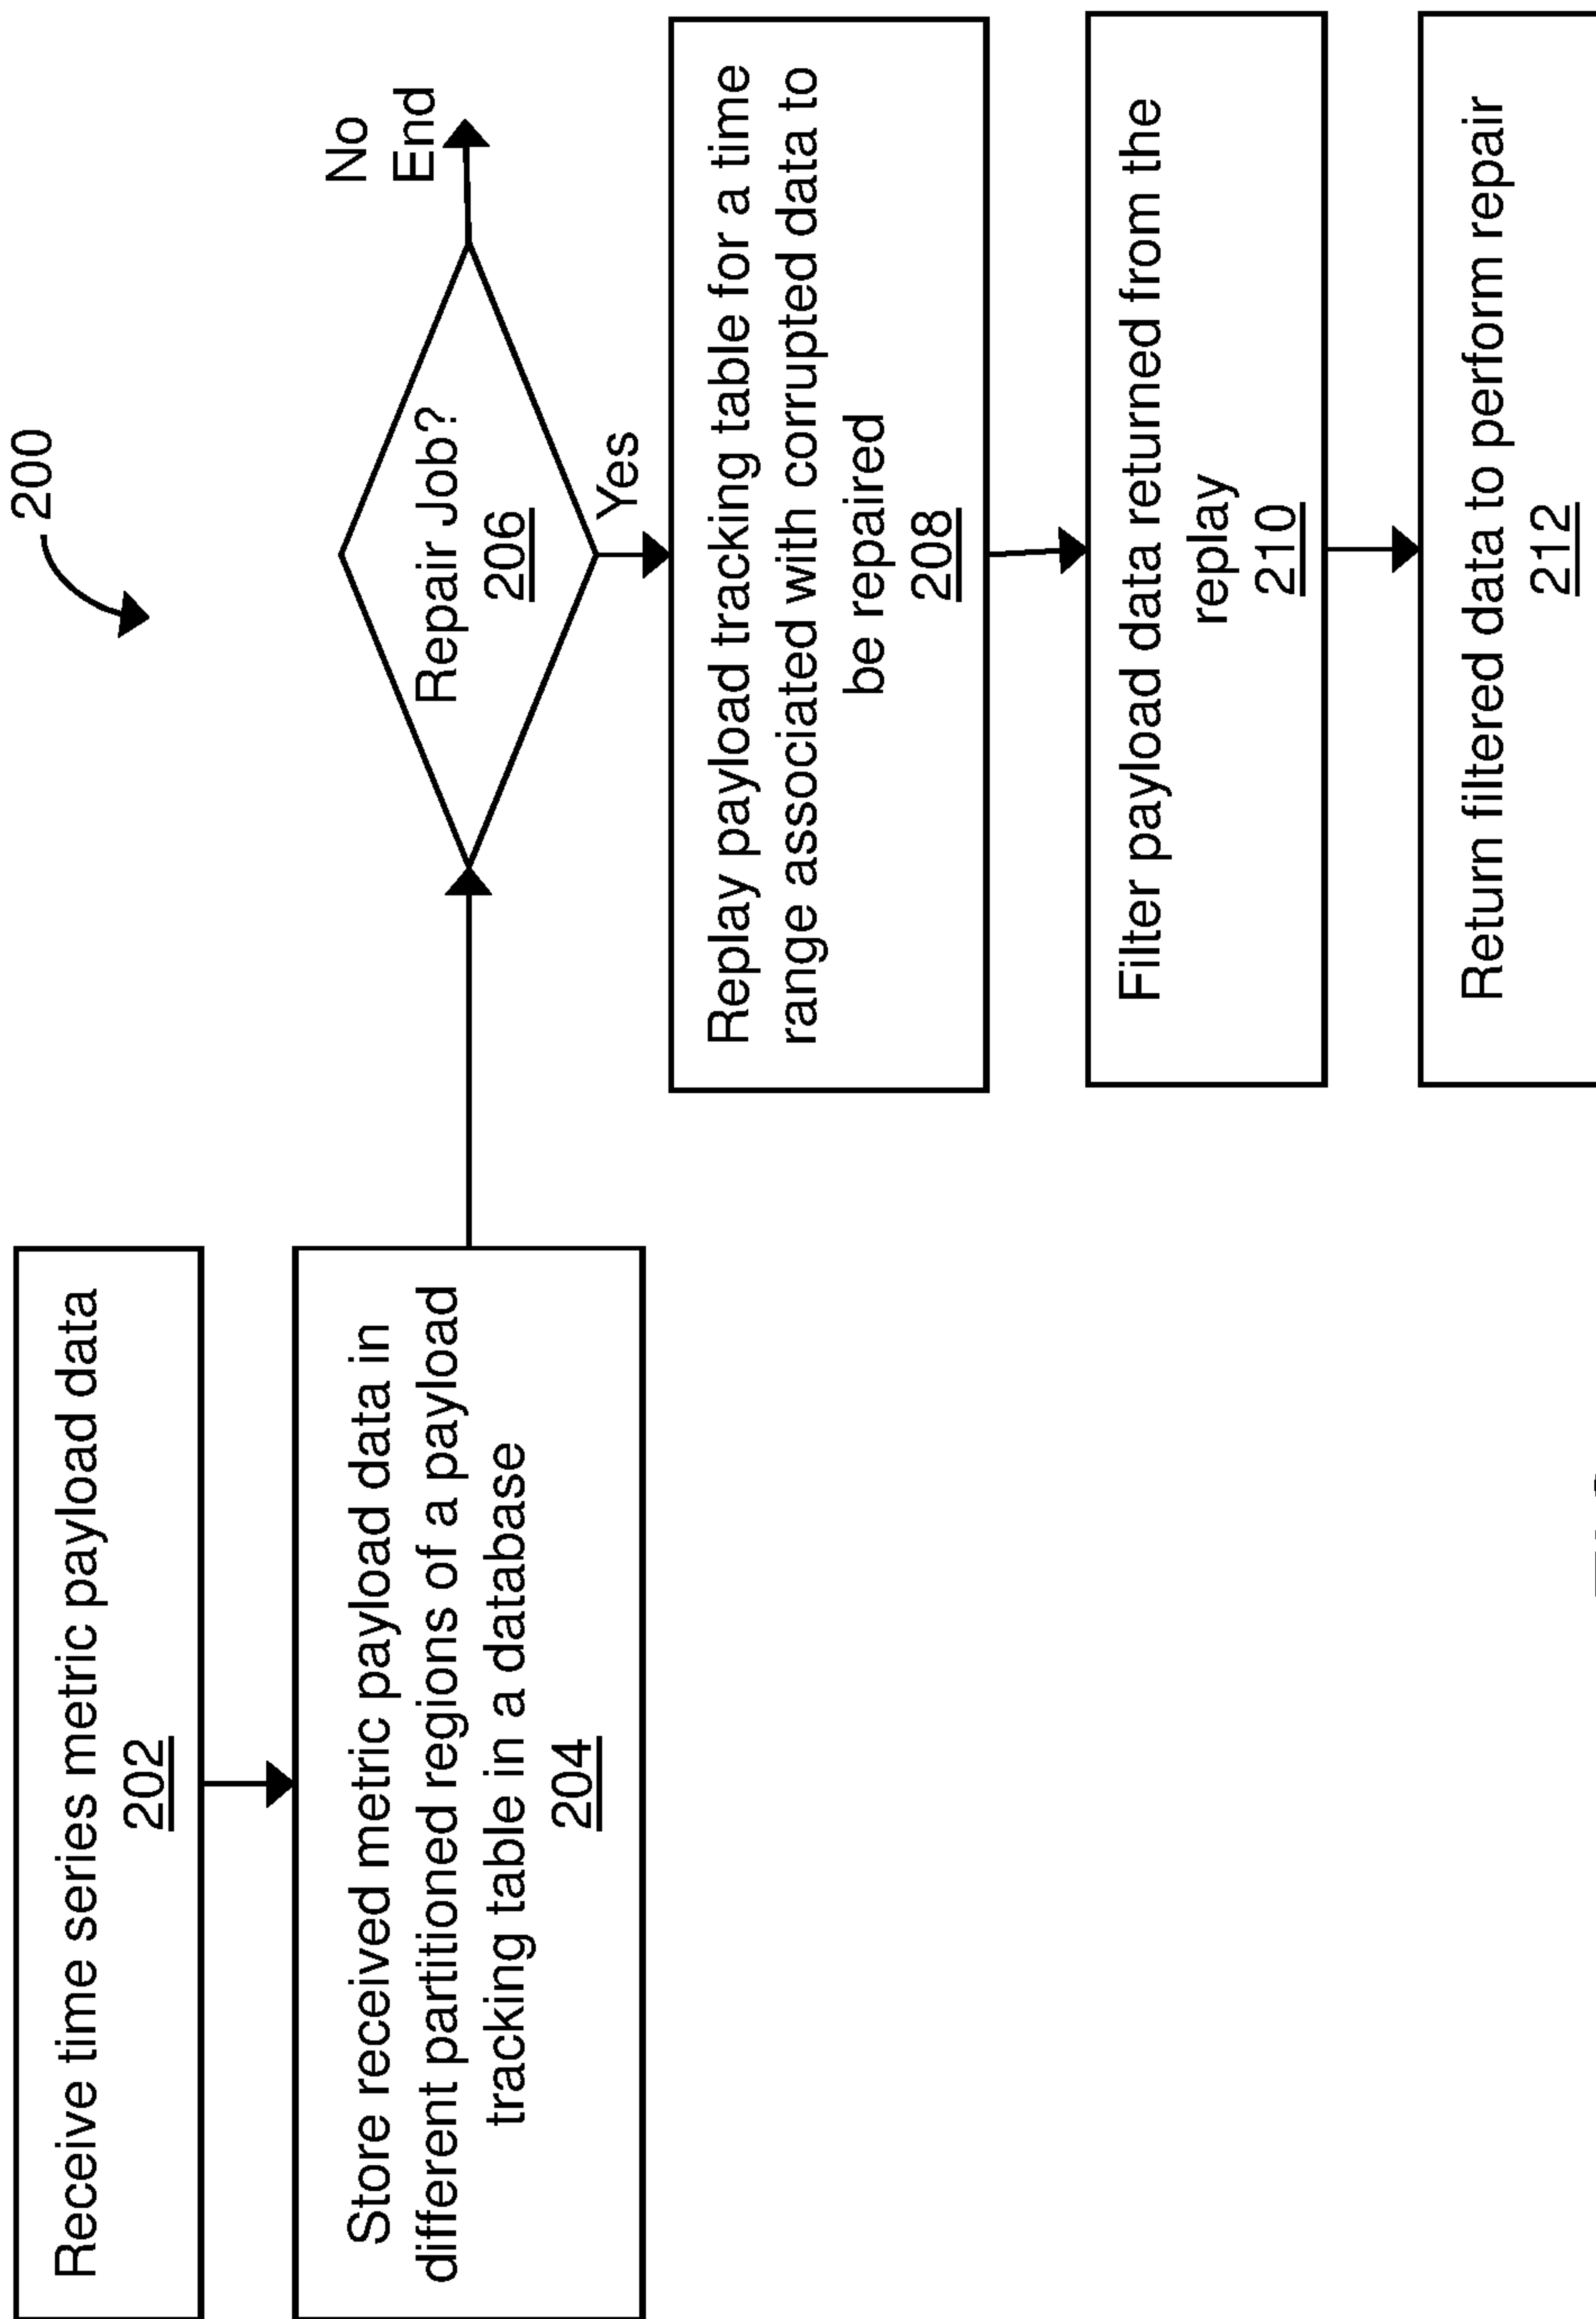 200
Receive time series metric payload data
202
Store received metric payload data in
different partitioned regions of a payload
tracking table in a database
204
Repair Job?
206
No
End
Yes
Replay payload tracking table for a time
range associated with corrupted data to
be repaired
208
Filter payload data returned from the
replay
210
Return filtered data to perform repair
212